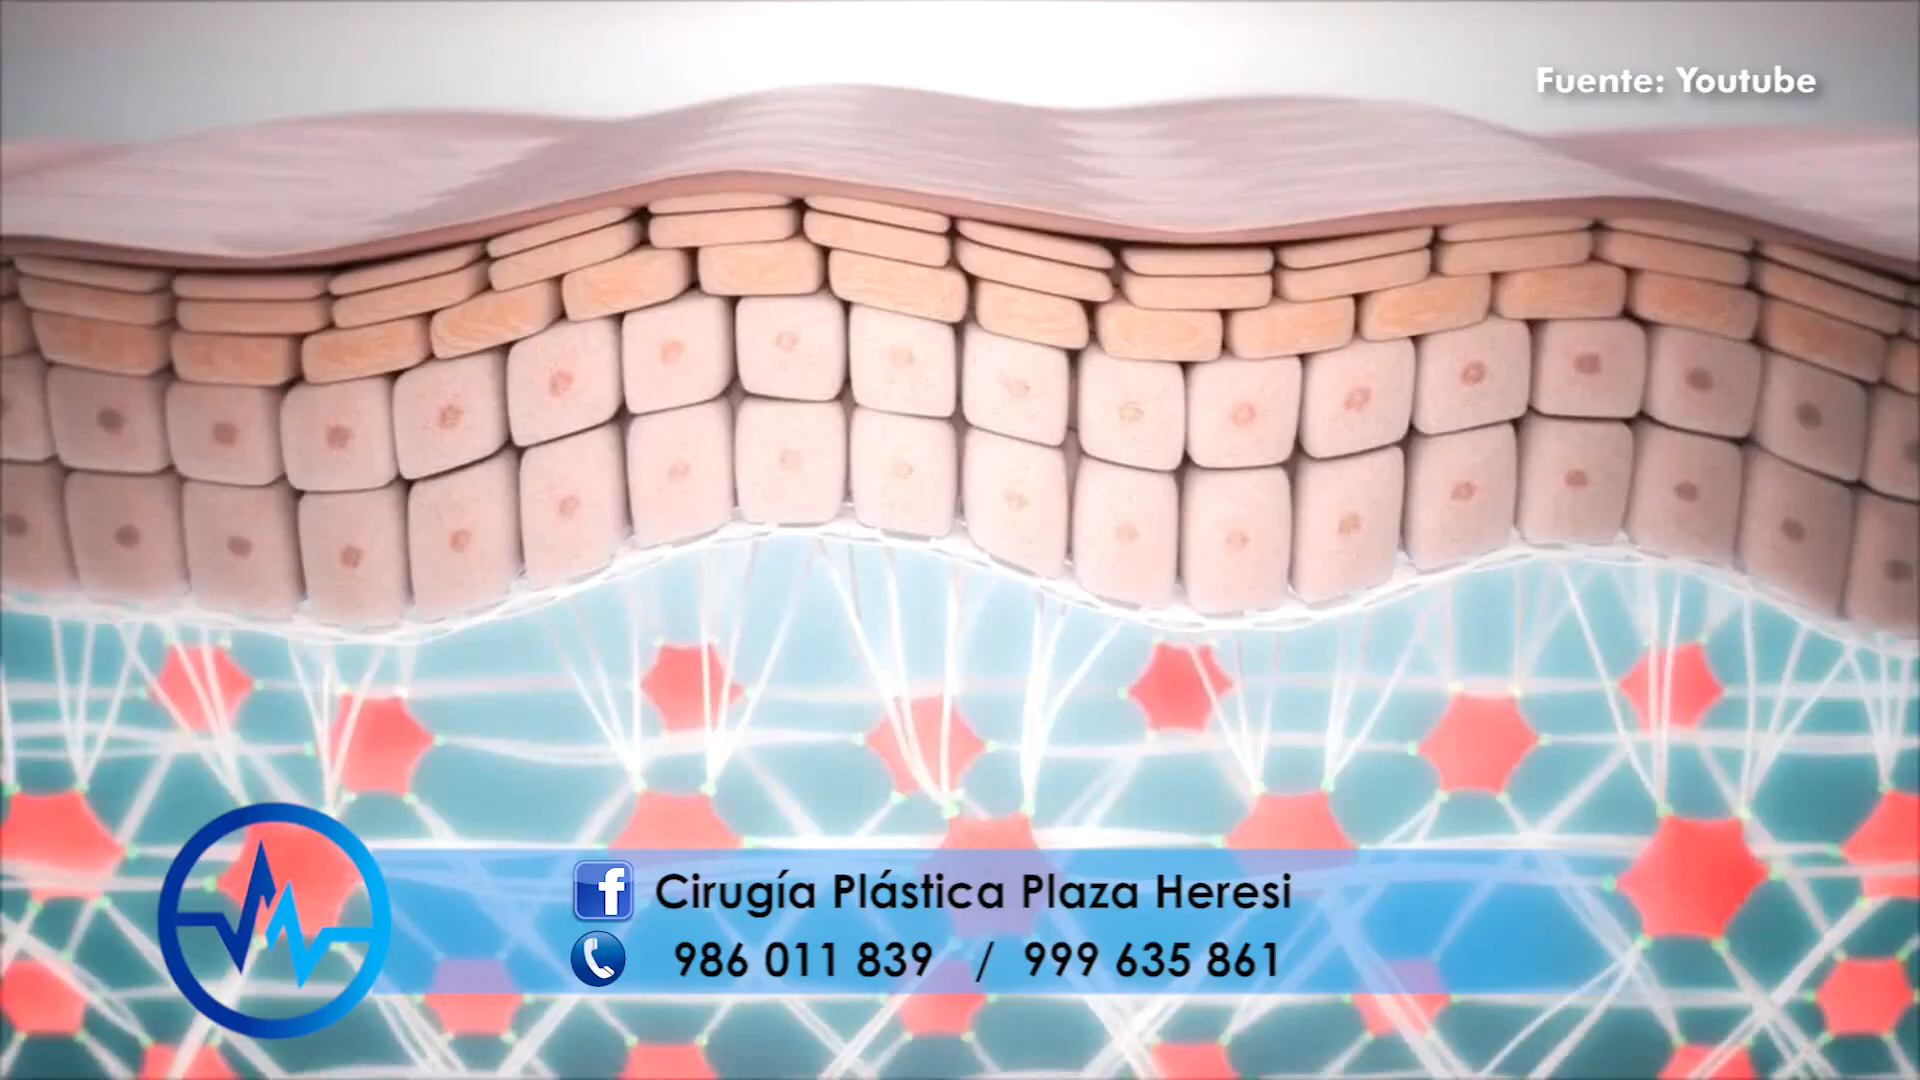 Fuente: Youtube
Cirugía Plástica Plaza Heresi
986 011 839 / 999 635 861